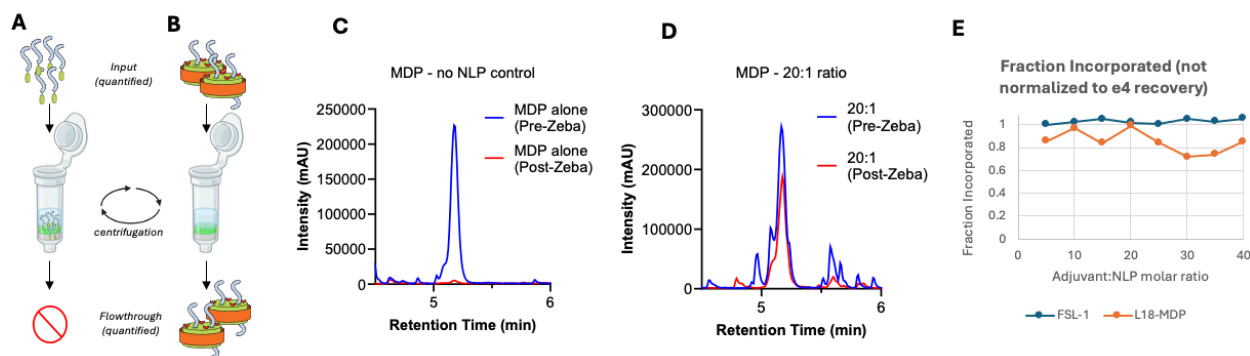 A
B
Input
(quantified)
centrifugation
Flowthrough
(quantified)
C
MDP - no NLP control
250000
200000
150000
100000
50000
0
Intensity (mAU)
5
6
Retention Time (min)
MDP alone
(Pre-Zeba)
MDP alone
(Post-Zeba)
D
MDP - 20:1 ratio
300000
200000
100000
0
Intensity (mAU)
5
6
Retention Time (min)
20:1
(Pre-Zeba)
20:1
(Post-Zeba)
E
Fraction Incorporated (not
normalized to e4 recovery)
Fraction Incorporated
1
0.8
0.6
0.4
0.2
0
0
10
20
30
40
Adjuvant:NLP molar ratio
FSL-1
L18-MDP